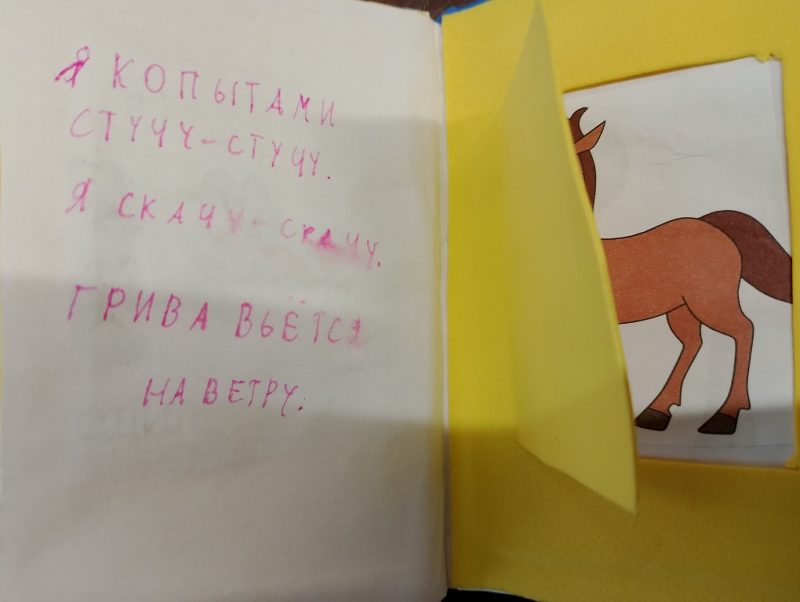 Я КОПЫТАМИ
СТУЧУ-СТУЧУ.
Я СКАЧУ-СКАЧУ.
ГРИВА ВЬЁТСЯ
НА ВЕТРУ.